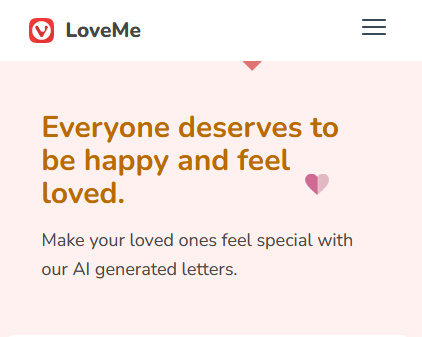 LoveMe
Everyone deserves to
be happy and feel
loved.
Make your loved ones feel special with
our AI generated letters.